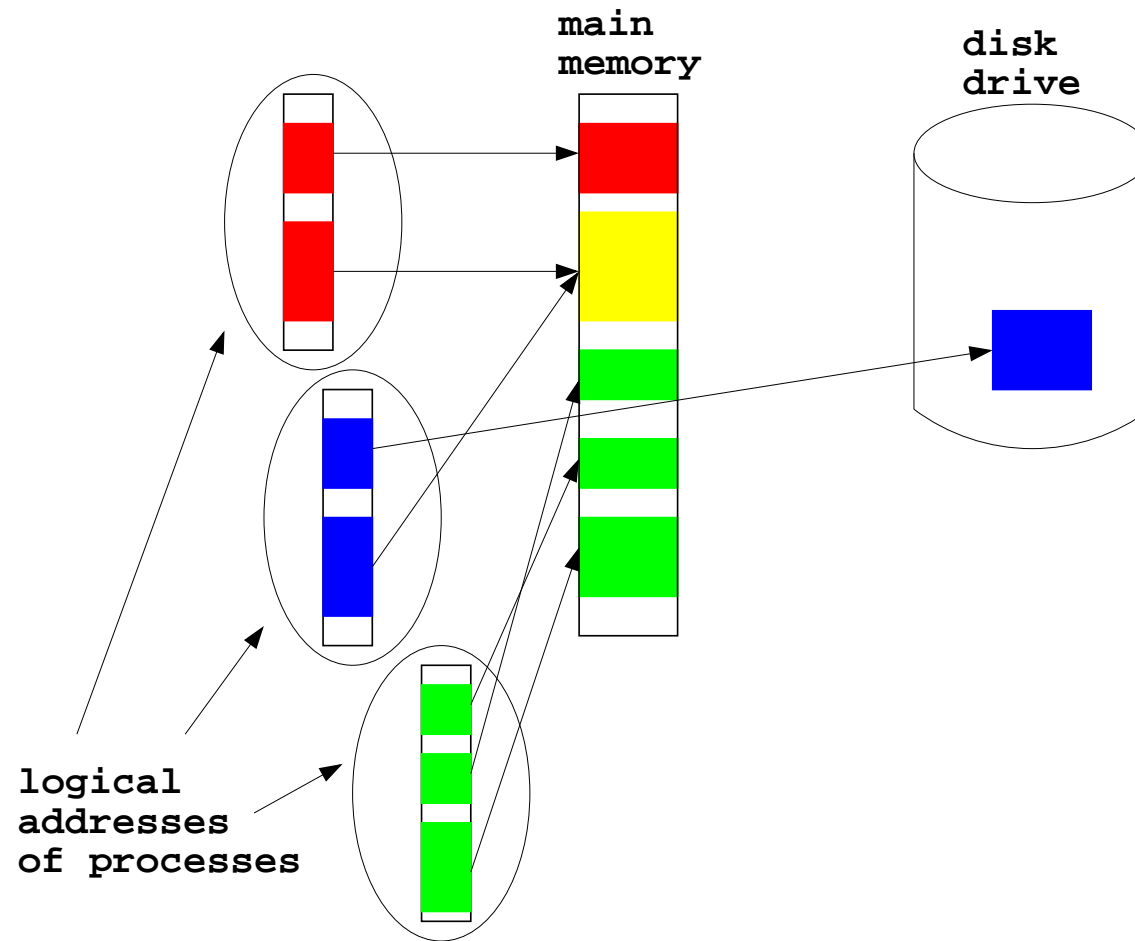 main
memory
disk
drive
logical
addresses
of processes